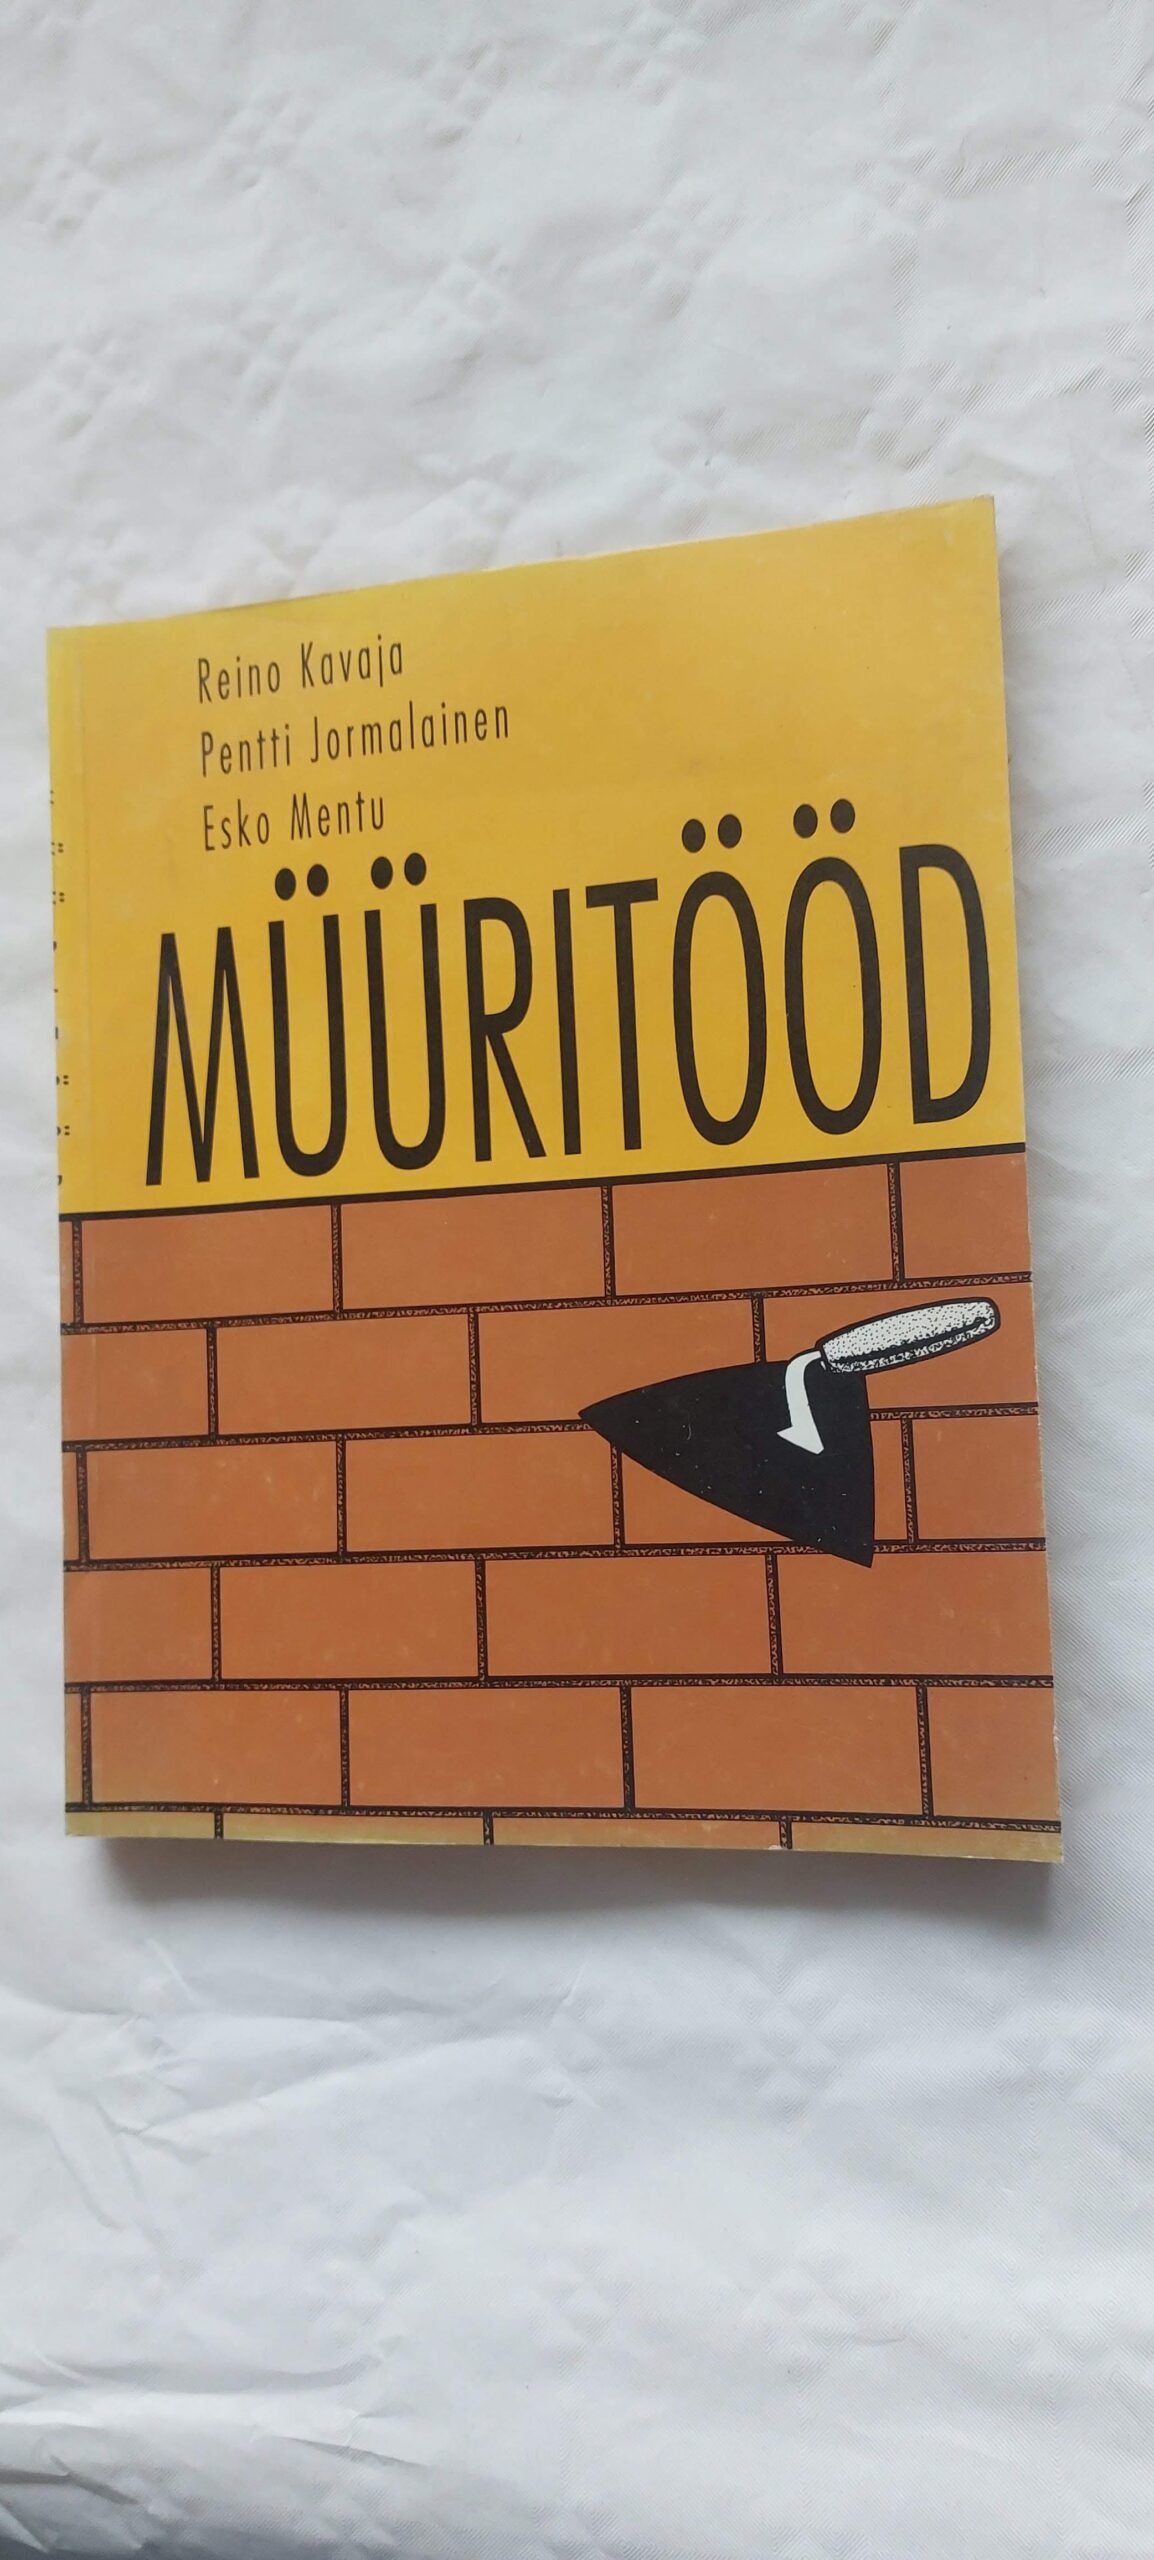 Reino Kavaja
Pentti Jormalainen
Esko Mentu
MÜÜRITÖÖD